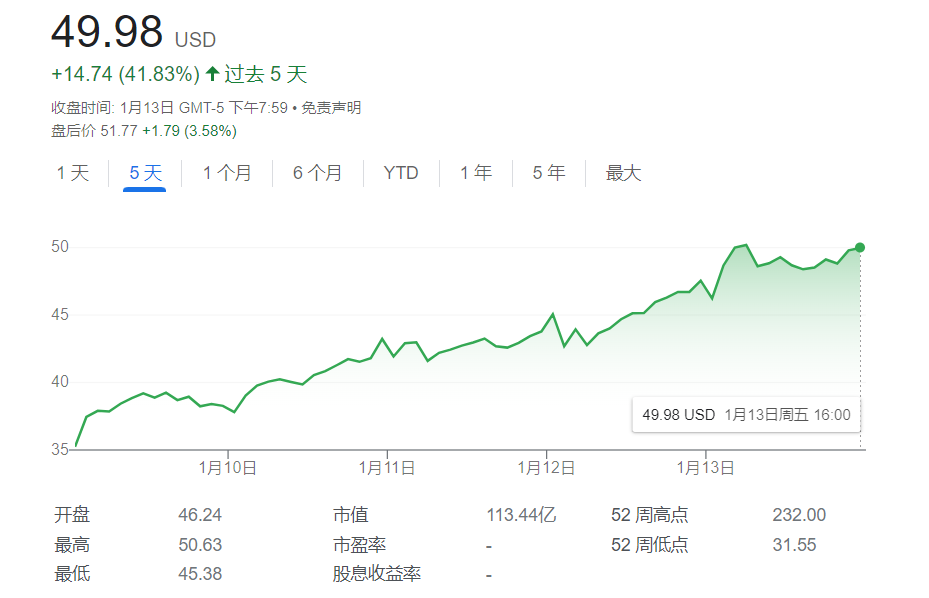 49.98 USD
+14.74 (41.83%) ↑ 过去 5 天
收盘时间: 1月13日 GMT-5 下午7:59 • 免责声明
盘后价 51.77 +1.79 (3.58%)
1 天 5 天 1 个月 6 个月 YTD 1 年 5 年 最大
50
45
40
35
49.98 USD 1月13日周五 16:00
1月10日 1月11日 1月12日 1月13日
开盘 46.24 市值 113.44亿 52 周高点 232.00
最高 50.63 市盈率 - 52 周低点 31.55
最低 45.38 股息收益率 -